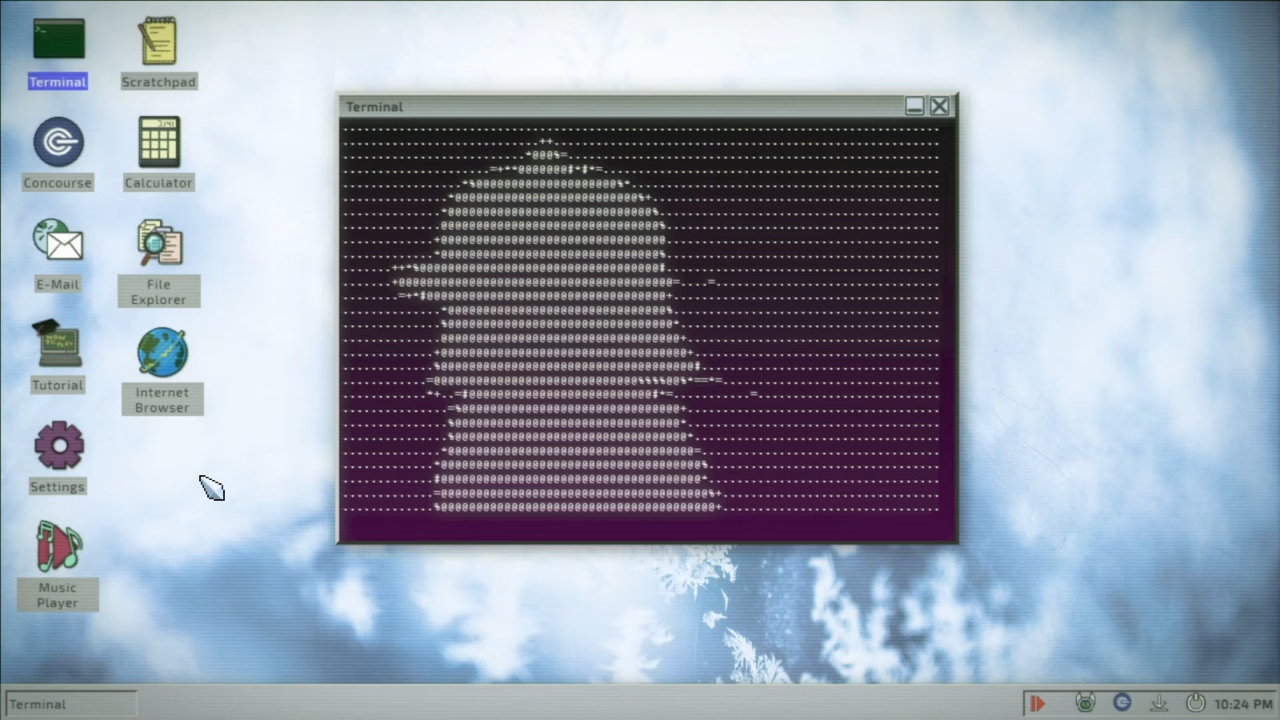 Terminal
Scratchpad
Concourse
Calculator
E-Mail
File
Explorer
Tutorial
Internet
Browser
Settings
Music
Player
Terminal
Terminal
10:24 PM